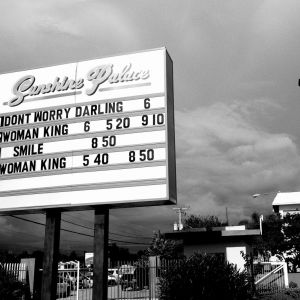 Sunshine Palace
DONT WORRY DARLING 6
WOMAN KING 6 5 20 9 10
SMILE 8 50
WOMAN KING 5 40 8 50